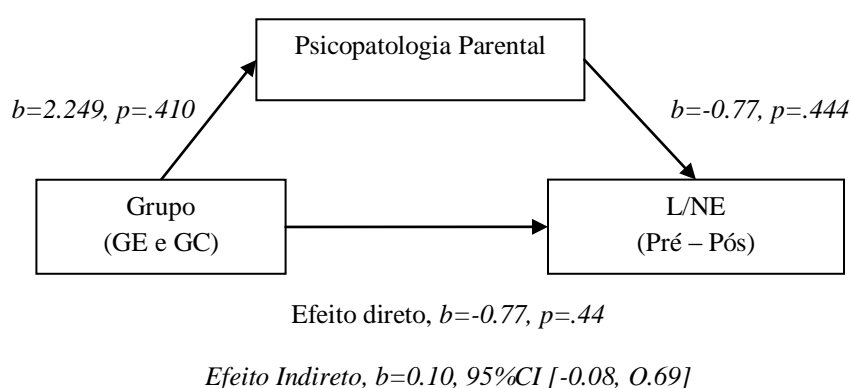 Psicopatologia Parental
b=2.249, p=.410
b=-0.77, p=.444
Grupo
(GE e GC)
L/NE
(Pré – Pós)
Efeito direto, b=-0.77, p=.44
Efeito Indireto, b=0.10, 95%CI [-0.08, O.69]